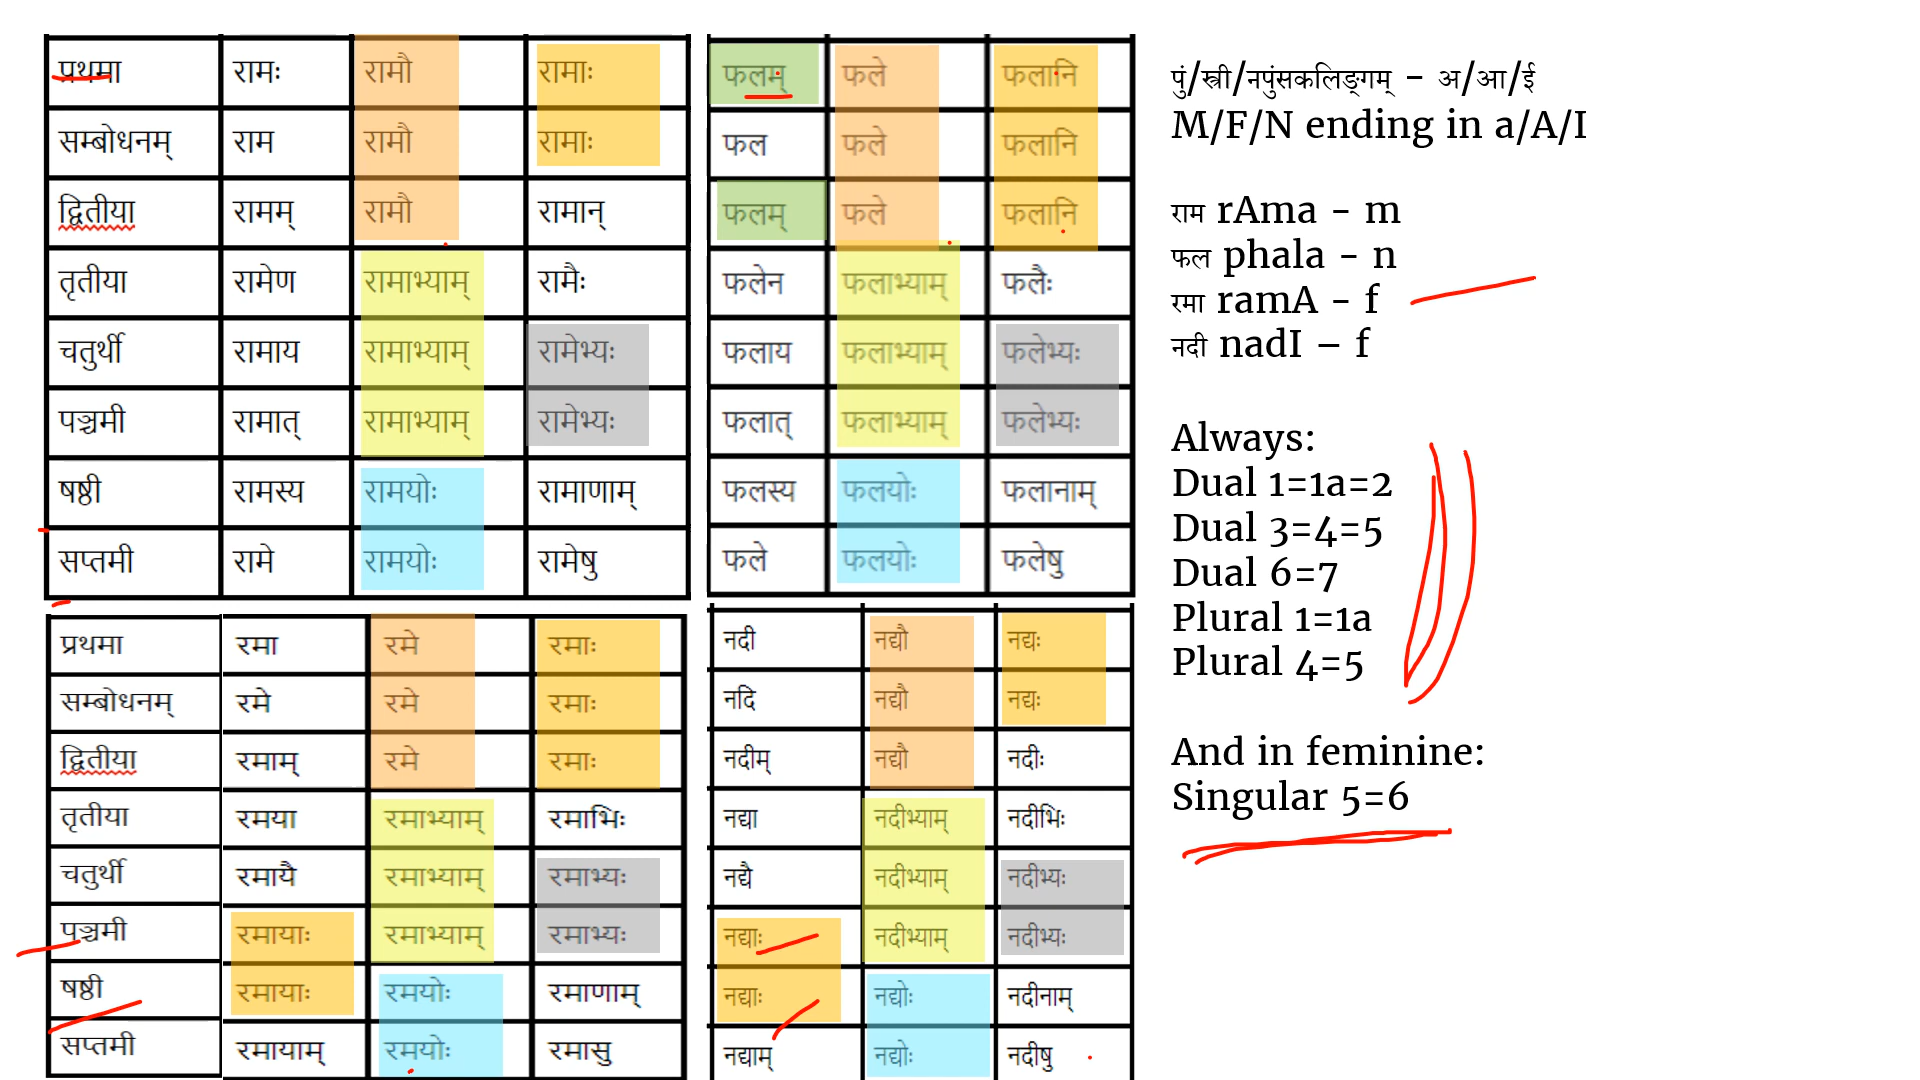 प्रथमा रामः रामौ रामाः
सम्बोधनम् राम रामौ रामाः
द्वितीया रामम् रामौ रामान्
तृतीया रामेण रामाभ्याम् रामैः
चतुर्थी रामाय रामाभ्याम् रामेभ्यः
पञ्चमी रामात् रामाभ्याम् रामेभ्यः
षष्ठी रामस्य रामयोः रामाणाम्
सप्तमी रामे रामयोः रामेषु
फलम् फले फलानि
फल फले फलानि
फलम् फले फलानि
फलेन फलाभ्याम् फलैः
फलाय फलाभ्याम् फलेभ्यः
फलात् फलाभ्याम् फलेभ्यः
फलस्य फलयोः फलानाम्
फले फलयोः फलेषु
प्रथमा रमा रमे रमाः
सम्बोधनम् रमे रमे रमाः
द्वितीया रमाम् रमे रमाः
तृतीया रमया रमाभ्याम् रमाभिः
चतुर्थी रमायै रमाभ्याम् रमाभ्यः
पञ्चमी रमायाः रमाभ्याम् रमाभ्यः
षष्ठी रमायाः रमयोः रमाणाम्
सप्तमी रमायाम् रमयोः रमासु
नदी नद्यौ नद्यः
नदि नद्यौ नद्यः
नदीम् नद्यौ नदीः
नद्या नदीभ्याम् नदीभिः
नद्यै नदीभ्याम् नदीभ्यः
नद्याः नदीभ्याम् नदीभ्यः
नद्याः नद्योः नदीनाम्
नद्याम् नद्योः नदीषु
पुं/स्त्री/नपुंसकलिङ्गम् – अ/आ/ई
M/F/N ending in a/A/I
राम rAma - m
फल phala - n
रमा ramA - f
नदी nadI – f
Always:
Dual 1=1a=2
Dual 3=4=5
Dual 6=7
Plural 1=1a
Plural 4=5
And in feminine:
Singular 5=6